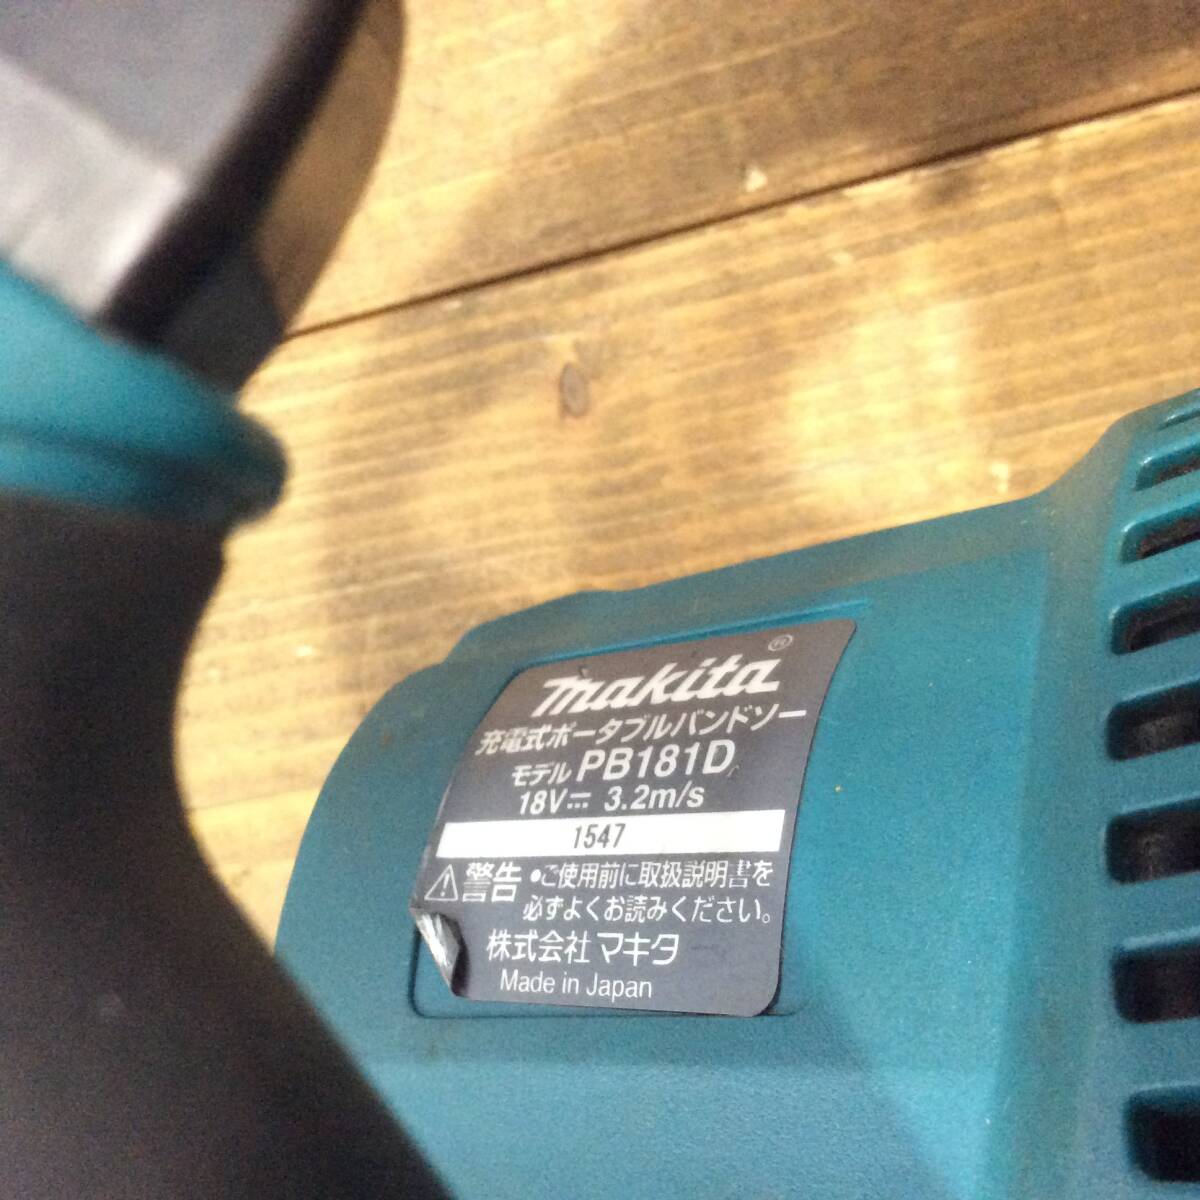 makita®
充電式ポータブルバンドソー
モデル PB181D
18V⎓ 3.2m/s
1547
⚠警告 •ご使用前に取扱説明書を
必ずよくお読みください。
株式会社マキタ
Made in Japan